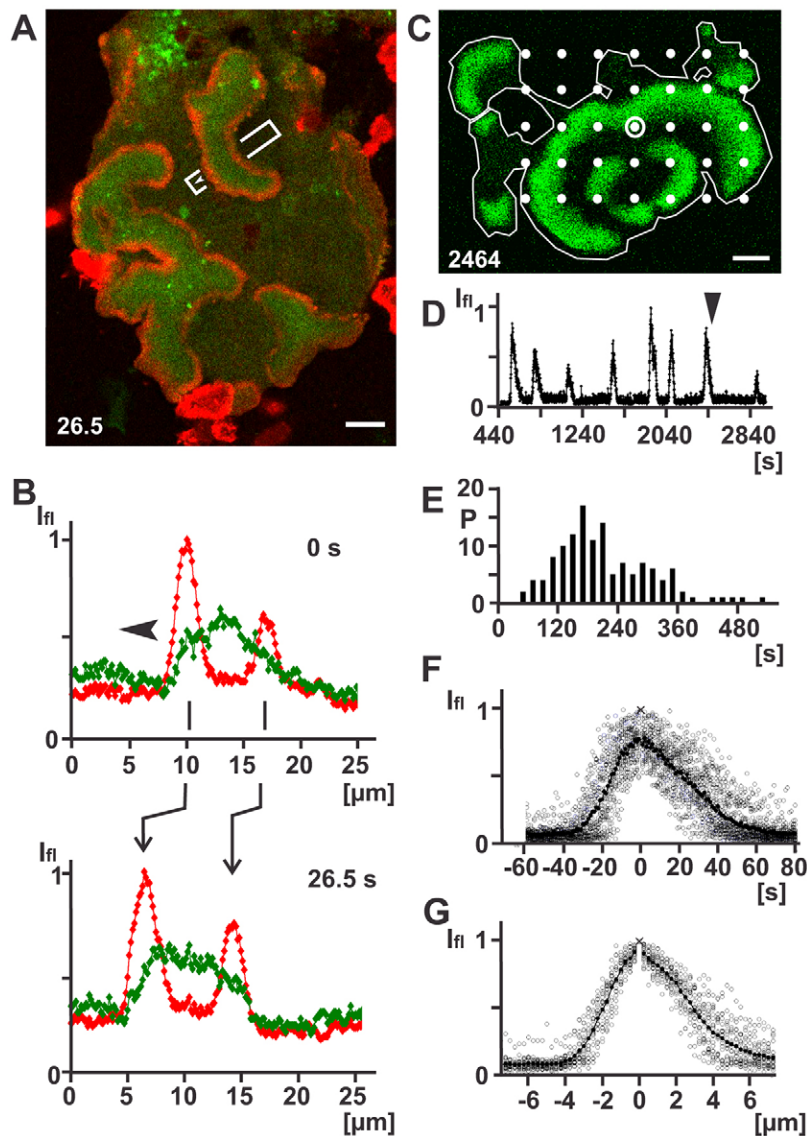 A
26.5
B
Ifl
1
0
0 s
0 5 10 15 20 25
[µm]
Ifl
1
0
26.5 s
0 5 10 15 20 25
[µm]
C
2464
D
Ifl
1
0
440 1240 2040 2840
[s]
E
P
20
10
0
0 120 240 360 480
[s]
F
Ifl
1
0
-60 -40 -20 0 20 40 60 80
[s]
G
Ifl
1
0
-6 -4 -2 0 2 4 6
[µm]